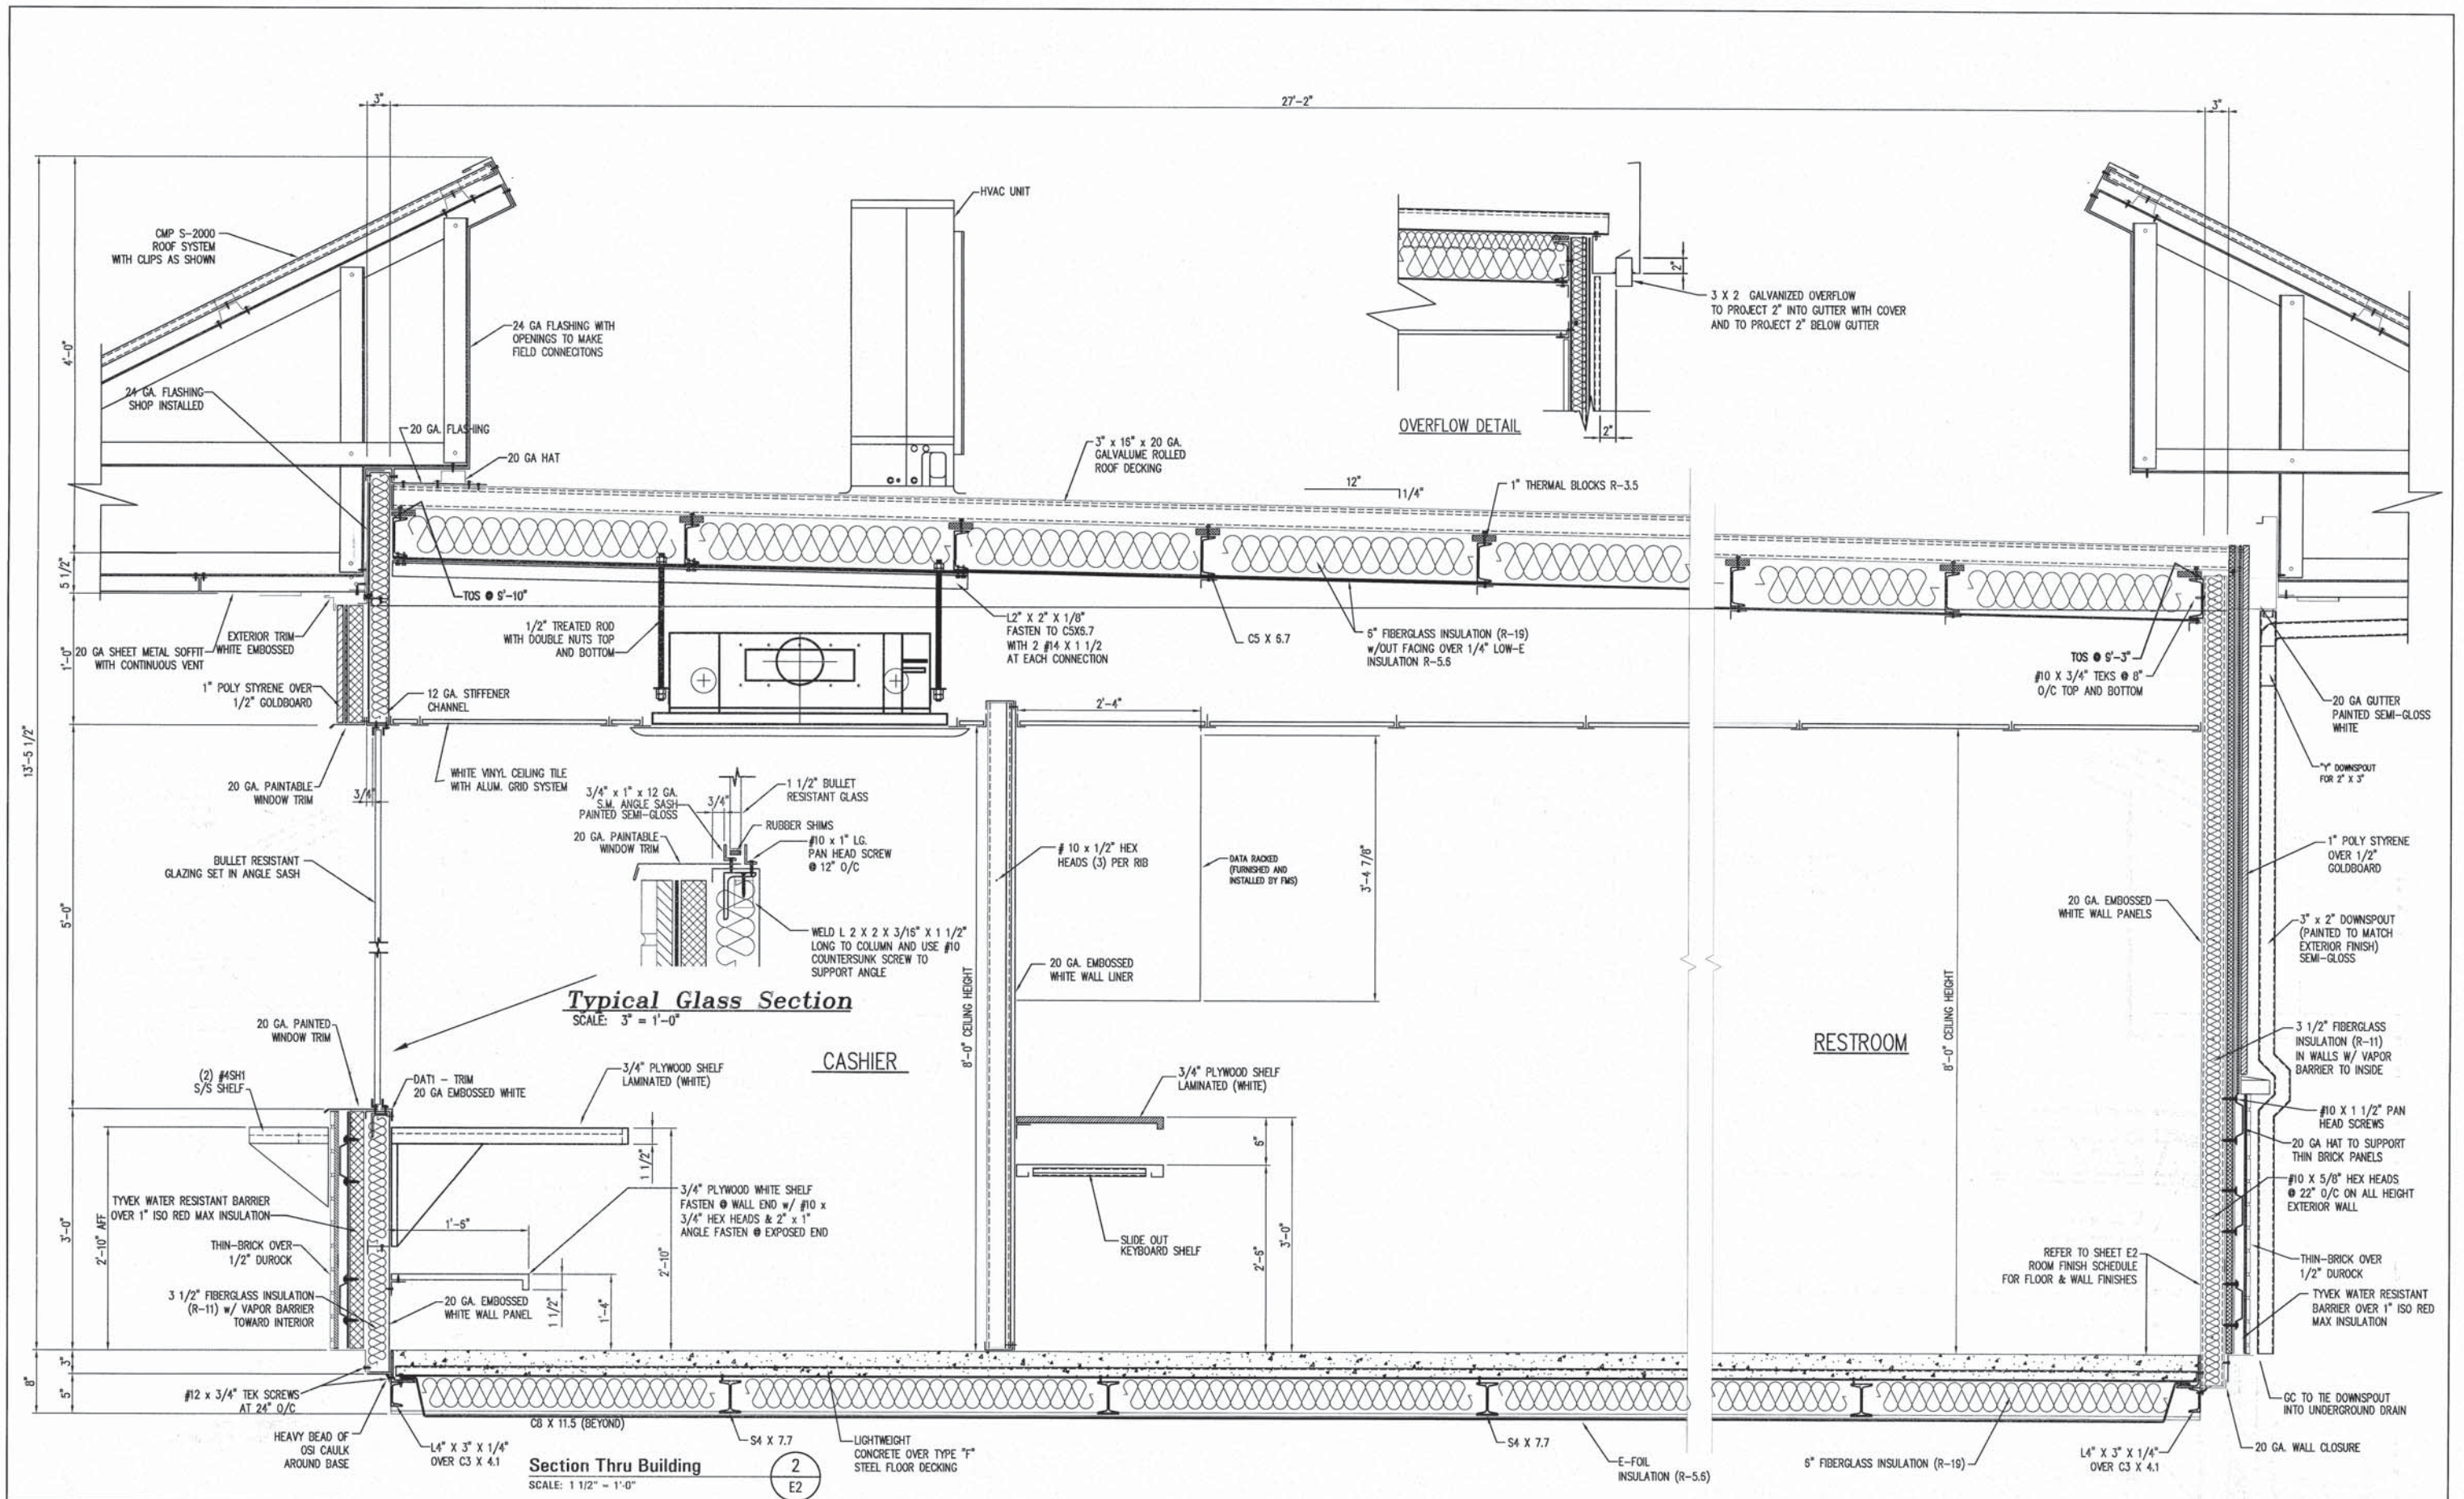 3"
27'-2"
3"
HVAC UNIT
CMP S-2000
ROOF SYSTEM
WITH CLIPS AS SHOWN
24 GA FLASHING WITH
OPENINGS TO MAKE
FIELD CONNECITONS
2"
3 X 2 GALVANIZED OVERFLOW
TO PROJECT 2" INTO GUTTER WITH COVER
AND TO PROJECT 2" BELOW GUTTER
4'-0"
24 GA. FLASHING
SHOP INSTALLED
20 GA. FLASHING
20 GA HAT
OVERFLOW DETAIL
2"
3" x 16" x 20 GA.
GALVALUME ROLLED
ROOF DECKING
12"
1/4"
1" THERMAL BLOCKS R-3.5
5 1/2"
TOS @ 9'-10"
1/2" TREATED ROD
WITH DOUBLE NUTS TOP
AND BOTTOM
L2" X 2" X 1/8"
FASTEN TO C5X6.7
WITH 2 #14 X 1 1/2
AT EACH CONNECTION
C5 X 6.7
6" FIBERGLASS INSULATION (R-19)
w/OUT FACING OVER 1/4" LOW-E
INSULATION R-5.6
EXTERIOR TRIM
WHITE EMBOSSED
1'-0"
20 GA SHEET METAL SOFFIT
WITH CONTINUOUS VENT
1" POLY STYRENE OVER
1/2" GOLDBOARD
12 GA. STIFFENER
CHANNEL
TOS @ 9'-3"
#10 X 3/4" TEKS @ 8"
O/C TOP AND BOTTOM
20 GA GUTTER
PAINTED SEMI-GLOSS
WHITE
"Y" DOWNSPOUT
FOR 2" X 3"
13'-5 1/2"
2'-4"
20 GA. PAINTABLE
WINDOW TRIM
3/4"
WHITE VINYL CEILING TILE
WITH ALUM. GRID SYSTEM
3/4" x 1" x 12 GA.
S.M. ANGLE SASH
PAINTED SEMI-GLOSS
3/4"
1 1/2" BULLET
RESISTANT GLASS
20 GA. PAINTABLE
WINDOW TRIM
RUBBER SHIMS
#10 x 1" LG.
PAN HEAD SCREW
@ 12" O/C
BULLET RESISTANT
GLAZING SET IN ANGLE SASH
# 10 x 1/2" HEX
HEADS (3) PER RIB
DATA RACKED
(FURNISHED AND
INSTALLED BY FMS)
3'-4 7/8"
1" POLY STYRENE
OVER 1/2"
GOLDBOARD
5'-0"
20 GA. EMBOSSED
WHITE WALL PANELS
3" x 2" DOWNSPOUT
(PAINTED TO MATCH
EXTERIOR FINISH)
SEMI-GLOSS
WELD L 2 X 2 X 3/16" X 1 1/2"
LONG TO COLUMN AND USE #10
COUNTERSUNK SCREW TO
SUPPORT ANGLE
20 GA. EMBOSSED
WHITE WALL LINER
Typical Glass Section
SCALE: 3" = 1'-0"
8'-0" CEILING HEIGHT
8'-0" CEILING HEIGHT
20 GA. PAINTED
WINDOW TRIM
CASHIER
RESTROOM
3 1/2" FIBERGLASS
INSULATION (R-11)
IN WALLS W/ VAPOR
BARRIER TO INSIDE
(2) #4SH1
S/S SHELF
DAT1 - TRIM
20 GA EMBOSSED WHITE
3/4" PLYWOOD SHELF
LAMINATED (WHITE)
3/4" PLYWOOD SHELF
LAMINATED (WHITE)
#10 X 1 1/2" PAN
HEAD SCREWS
20 GA HAT TO SUPPORT
THIN BRICK PANELS
1 1/2"
6"
3'-0"
2'-10" AFF
TYVEK WATER RESISTANT BARRIER
OVER 1" ISO RED MAX INSULATION
1'-6"
3/4" PLYWOOD WHITE SHELF
FASTEN @ WALL END w/ #10 x
3/4" HEX HEADS & 2" x 1"
ANGLE FASTEN @ EXPOSED END
#10 X 5/8" HEX HEADS
@ 22" O/C ON ALL HEIGHT
EXTERIOR WALL
THIN-BRICK OVER
1/2" DUROCK
2'-10"
SLIDE OUT
KEYBOARD SHELF
2'-6"
3'-0"
REFER TO SHEET E2
ROOM FINISH SCHEDULE
FOR FLOOR & WALL FINISHES
THIN-BRICK OVER
1/2" DUROCK
3 1/2" FIBERGLASS INSULATION
(R-11) w/ VAPOR BARRIER
TOWARD INTERIOR
20 GA. EMBOSSED
WHITE WALL PANEL
1 1/2"
1'-4"
TYVEK WATER RESISTANT
BARRIER OVER 1" ISO RED
MAX INSULATION
8"
3"
5"
#12 x 3/4" TEK SCREWS
AT 24" O/C
C8 X 11.5 (BEYOND)
GC TO TIE DOWNSPOUT
INTO UNDERGROUND DRAIN
HEAVY BEAD OF
OSI CAULK
AROUND BASE
L4" X 3" X 1/4"
OVER C3 X 4.1
S4 X 7.7
LIGHTWEIGHT
CONCRETE OVER TYPE "F"
STEEL FLOOR DECKING
S4 X 7.7
E-FOIL
INSULATION (R-5.6)
6" FIBERGLASS INSULATION (R-19)
L4" X 3" X 1/4"
OVER C3 X 4.1
20 GA. WALL CLOSURE
Section Thru Building
SCALE: 1 1/2" = 1'-0"
2
E2